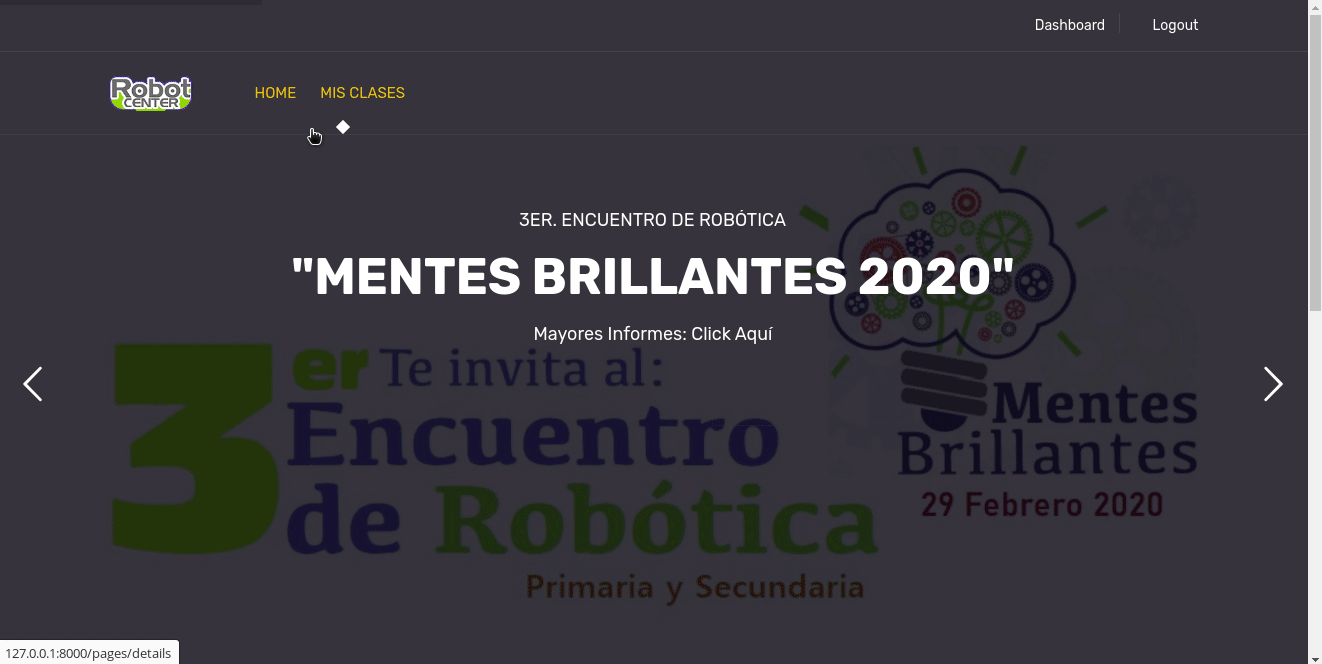 Dashboard
Logout
Robot
CENTER
HOME
MIS CLASES
3ER. ENCUENTRO DE ROBÓTICA
"MENTES BRILLANTES 2020"
Mayores Informes: Click Aquí
3er Te invita al:
Encuentro
de Robótica
Primaria y Secundaria
Mentes
Brillantes
29 Febrero 2020
127.0.0.1:8000/pages/details